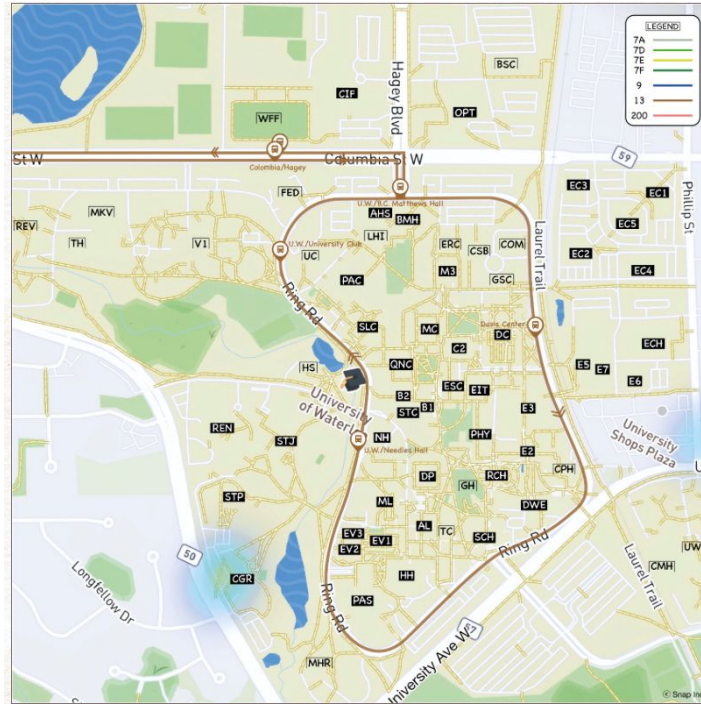 LEGEND
7A
7D
7E
7F
9
13
200
BSC
CIF
Hagey Blvd
OPT
WFF
St W
Columbia St W
59
Columbia/Hagey
FED
U.W./B.C. Matthews Hall
EC3
EC1
Phillip St
MKV
AHS
BMH
EC5
REV
TH
V1
U.W./University Club
UC
LHI
ERC
CSB
COM
Laurel Trail
EC2
EC4
PAC
M3
GSC
Ring Rd
SLC
MC
Davis Center
DC
C2
ECH
HS
QNC
E5
E7
E6
ESC
EIT
B2
B1
STC
E3
University
of Waterl
REN
STJ
NH
U.W./Needles Hall
PHY
E2
University
Shops Plaza
CPH
DP
RCH
GH
STP
ML
DWE
AL
TC
SCH
Ring Rd
EV3
EV1
EV2
50
CGR
HH
Laurel Trail
CMH
UW
Longfellow Dr
Ring Rd
PAS
57
University Ave W
MHR
© Snap Inc